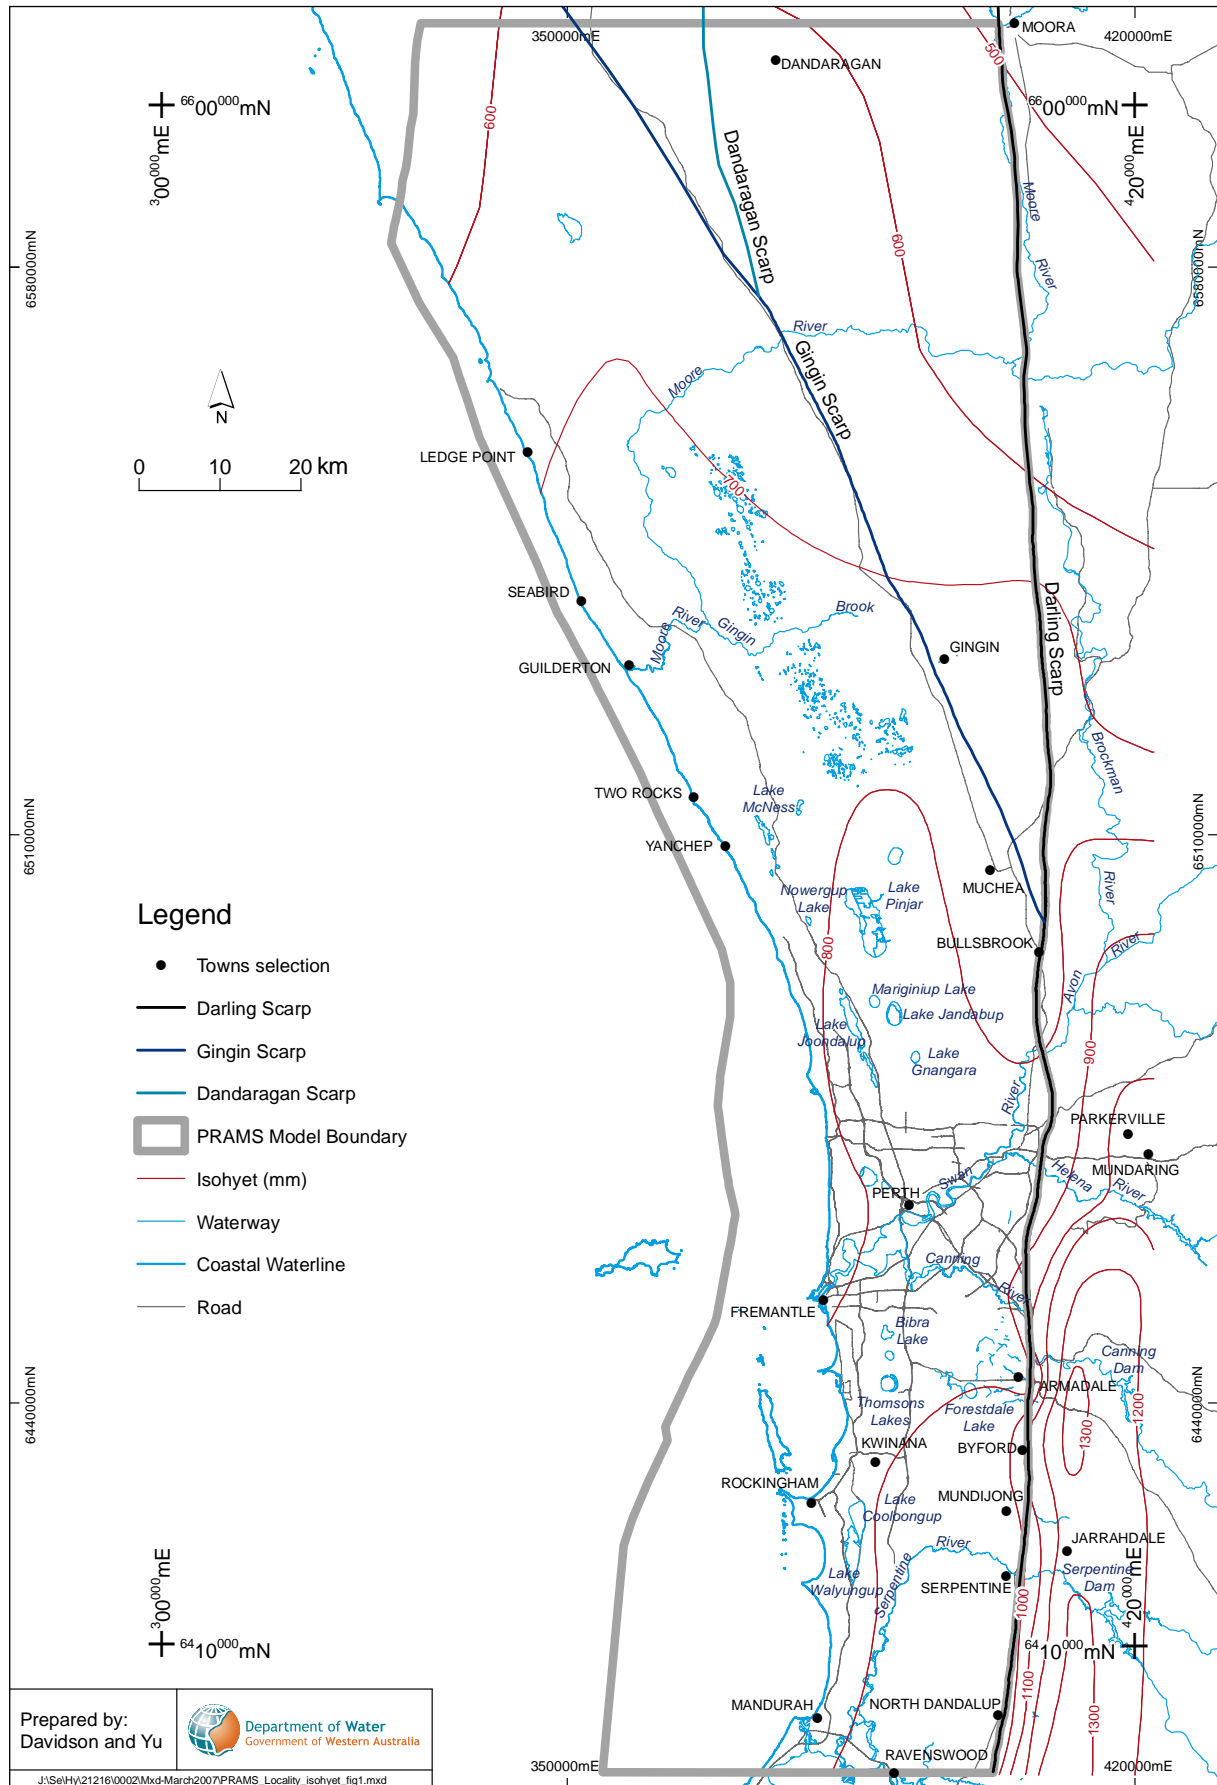 350000mE
420000mE
MOORA
500
DANDARAGAN
6600000mN
6600000mN
300000mE
420000mE
600
Dandaragan Scarp
Moore
River
600
6580000mN
6580000mN
River
Moore
Gingin Scarp
N
0 10 20 km
LEDGE POINT
700
SEABIRD
Darling Scarp
Moore
River
Gingin
Brook
GUILDERTON
GINGIN
Brockman
River
TWO ROCKS
Lake
McNess
YANCHEP
6510000mN
6510000mN
MUCHEA
Nowergup
Lake
Lake
Pinjar
BULLSBROOK
800
Avon
River
Mariginiup Lake
Lake Jandabup
Lake
Joondalup
Lake
Gnangara
900
River
PARKERVILLE
MUNDARING
Helena
River
Swan
PERTH
Canning
River
FREMANTLE
Bibra
Lake
Canning
Dam
ARMADALE
Thomsons
Lakes
Forestdale
Lake
1200
1300
6440000mN
6440000mN
KWINANA
BYFORD
ROCKINGHAM
Lake
Coolbongup
MUNDIJONG
River
JARRAHDALE
Serpentine
Dam
Lake
Walyungup
Serpentine
SERPENTINE
1000
300000mE
420000mE
6410000mN
6410000mN
1100
1300
MANDURAH
NORTH DANDALUP
RAVENSWOOD
350000mE
420000mE
Legend
Towns selection
Darling Scarp
Gingin Scarp
Dandaragan Scarp
PRAMS Model Boundary
Isohyet (mm)
Waterway
Coastal Waterline
Road
Prepared by:
Davidson and Yu
Department of Water
Government of Western Australia
J:\Se\Hy\21216\0002\Mxd-March2007\PRAMS_Locality_isohyet_fig1.mxd